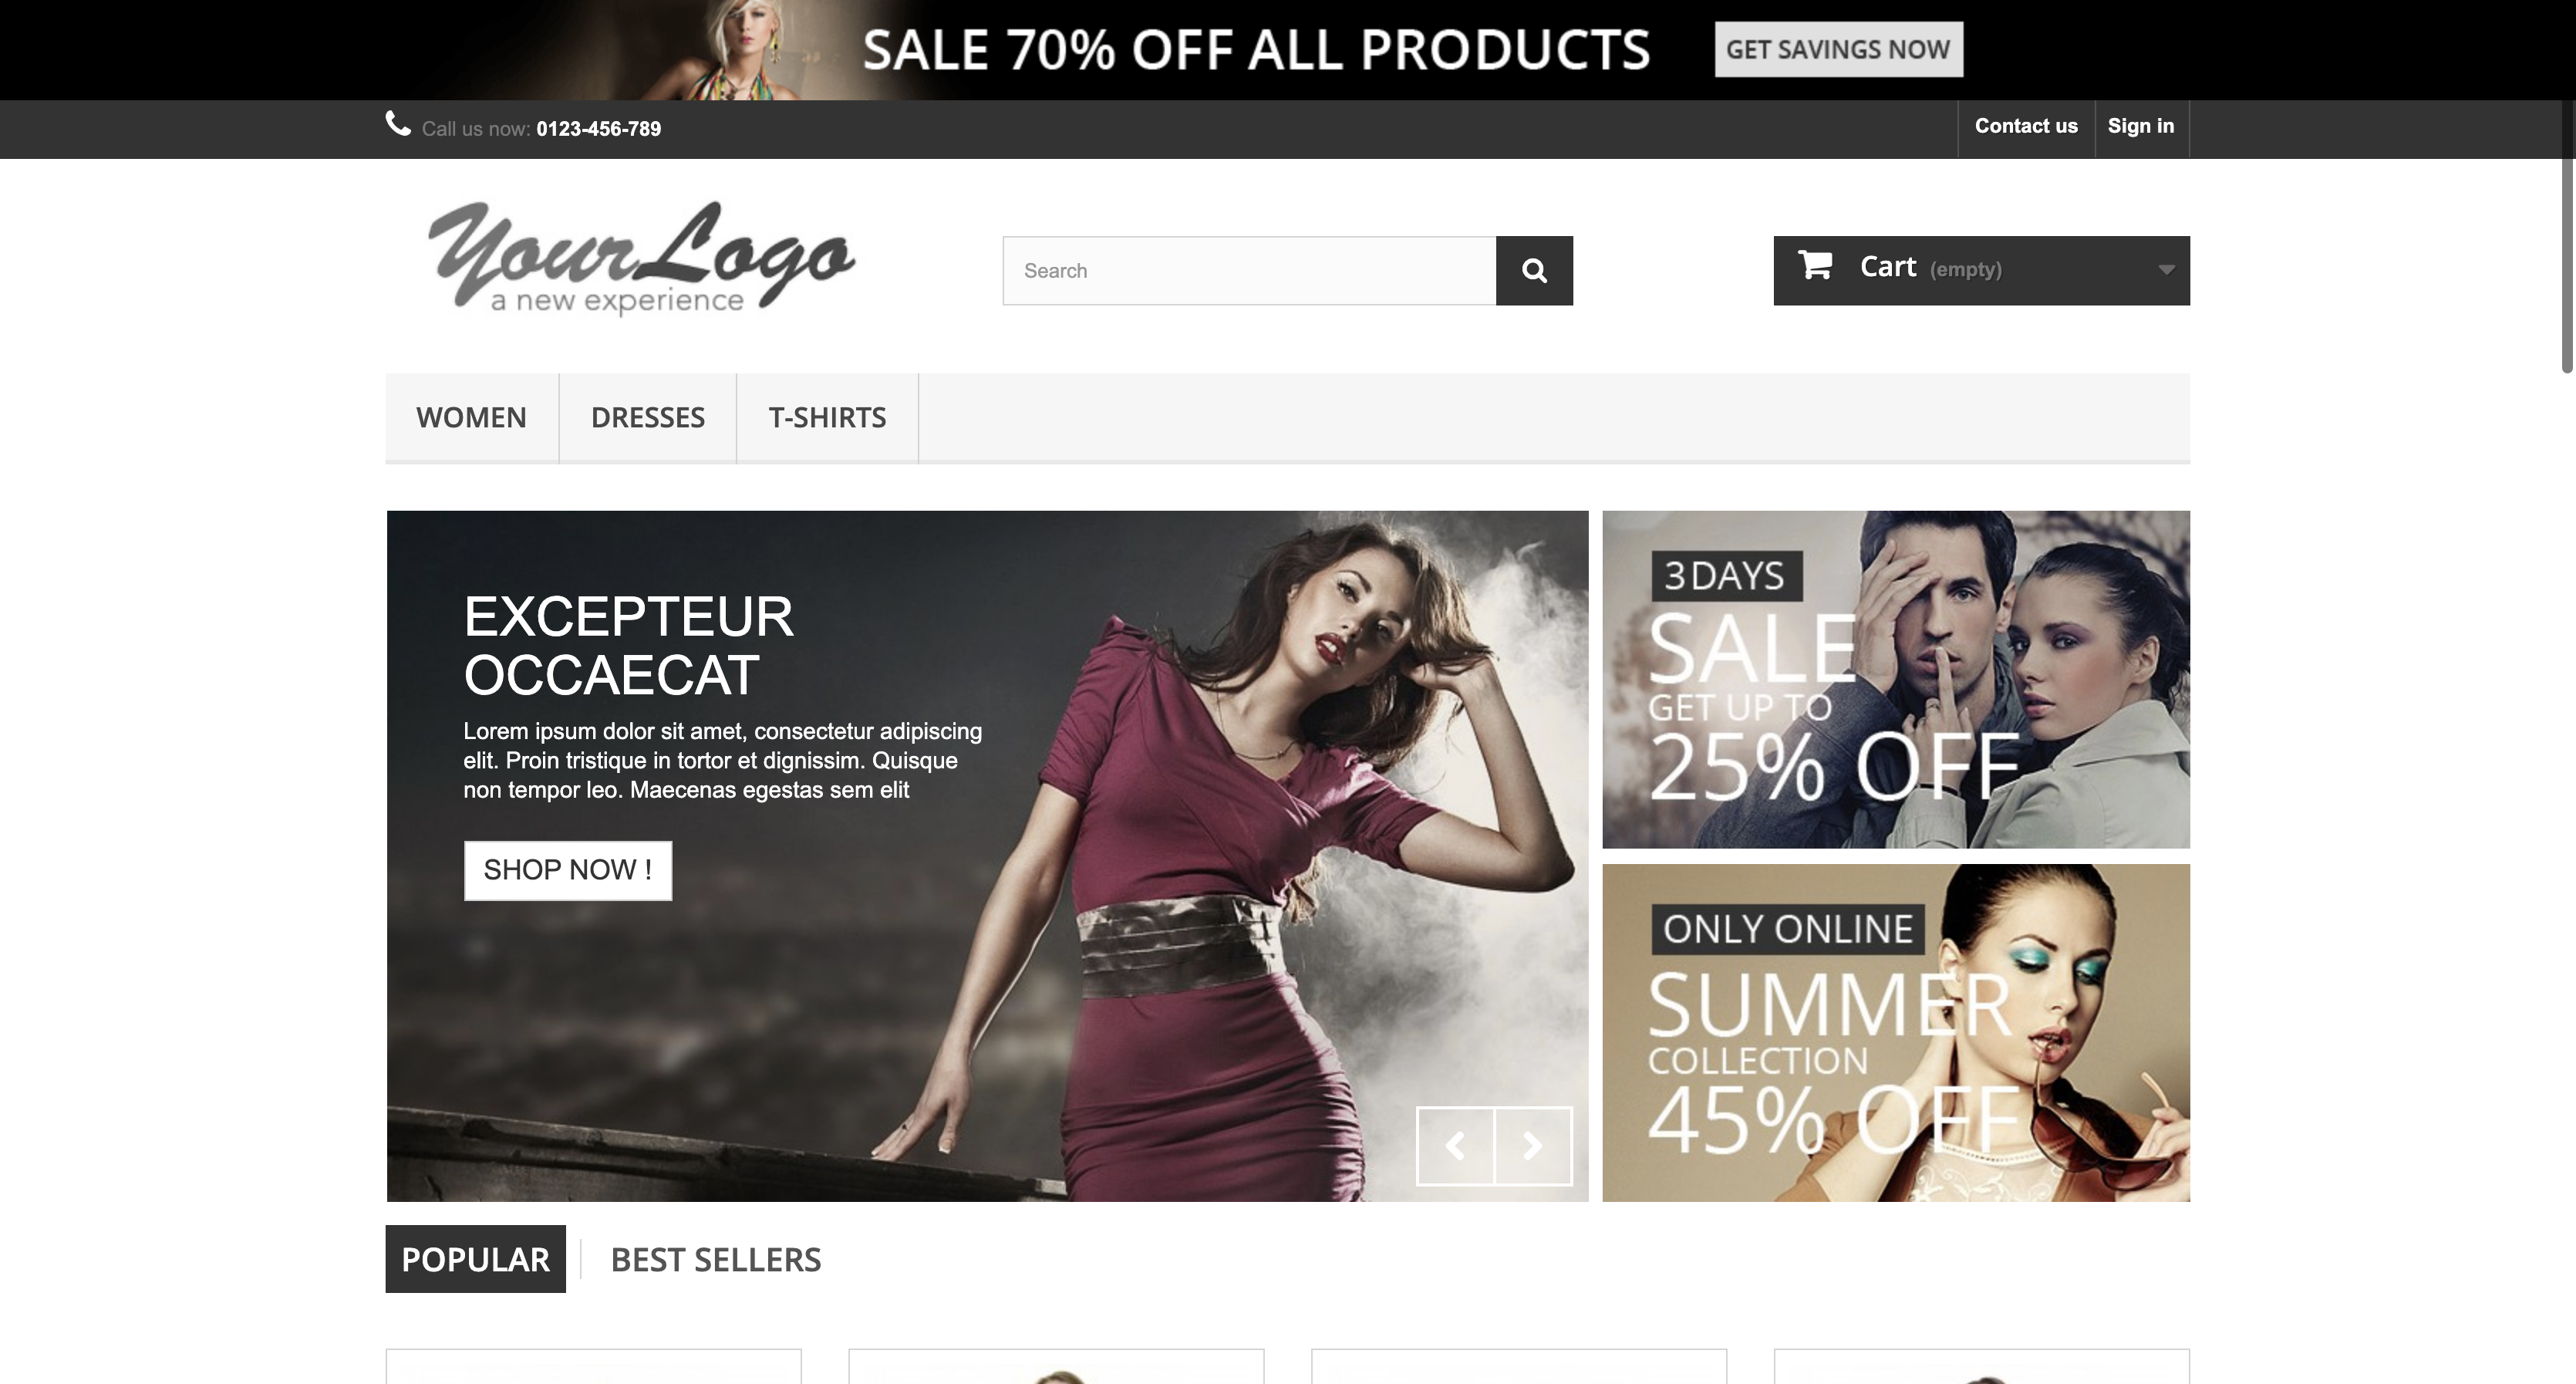 SALE 70% OFF ALL PRODUCTS
GET SAVINGS NOW
Call us now: 0123-456-789
Contact us
Sign in
Your Logo
a new experience
Search
Cart (empty)
WOMEN
DRESSES
T-SHIRTS
EXCEPTEUR
OCCAECAT
Lorem ipsum dolor sit amet, consectetur adipiscing
elit. Proin tristique in tortor et dignissim. Quisque
non tempor leo. Maecenas egestas sem elit
SHOP NOW !
3 DAYS
SALE
GET UP TO
25% OFF
ONLY ONLINE
SUMMER
COLLECTION
45% OFF
POPULAR
BEST SELLERS